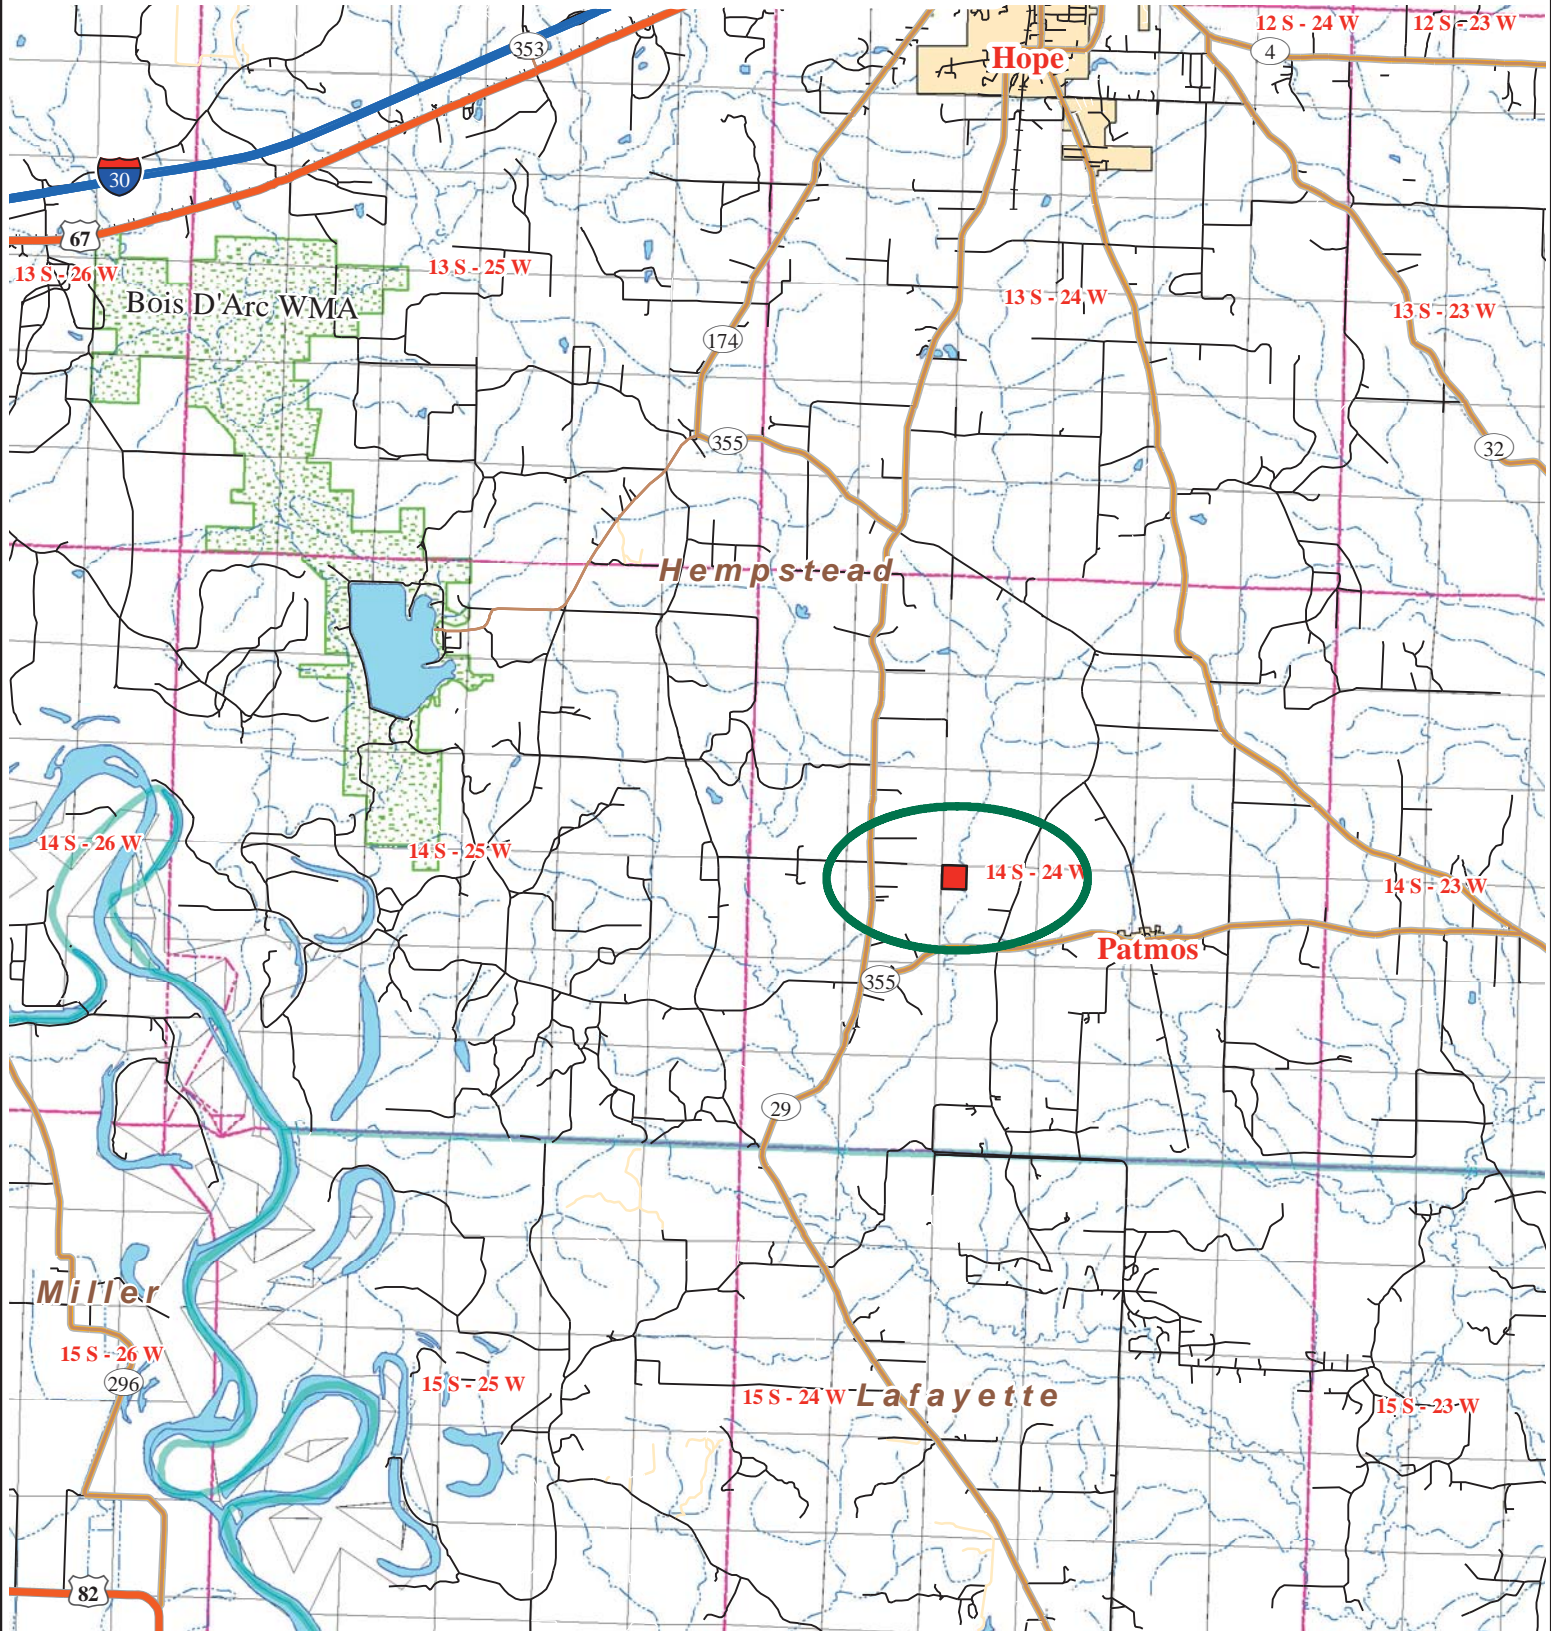 12 S - 24 W
12 S - 23 W
353
4
Hope
30
67
13 S - 26 W
13 S - 25 W
Bois D'Arc WMA
13 S - 24 W
13 S - 23 W
174
355
32
Hempstead
14 S - 26 W
14 S - 25 W
14 S - 24 W
14 S - 23 W
Patmos
355
29
Miller
15 S - 26 W
296
15 S - 25 W
15 S - 24 W
Lafayette
15 S - 23 W
82